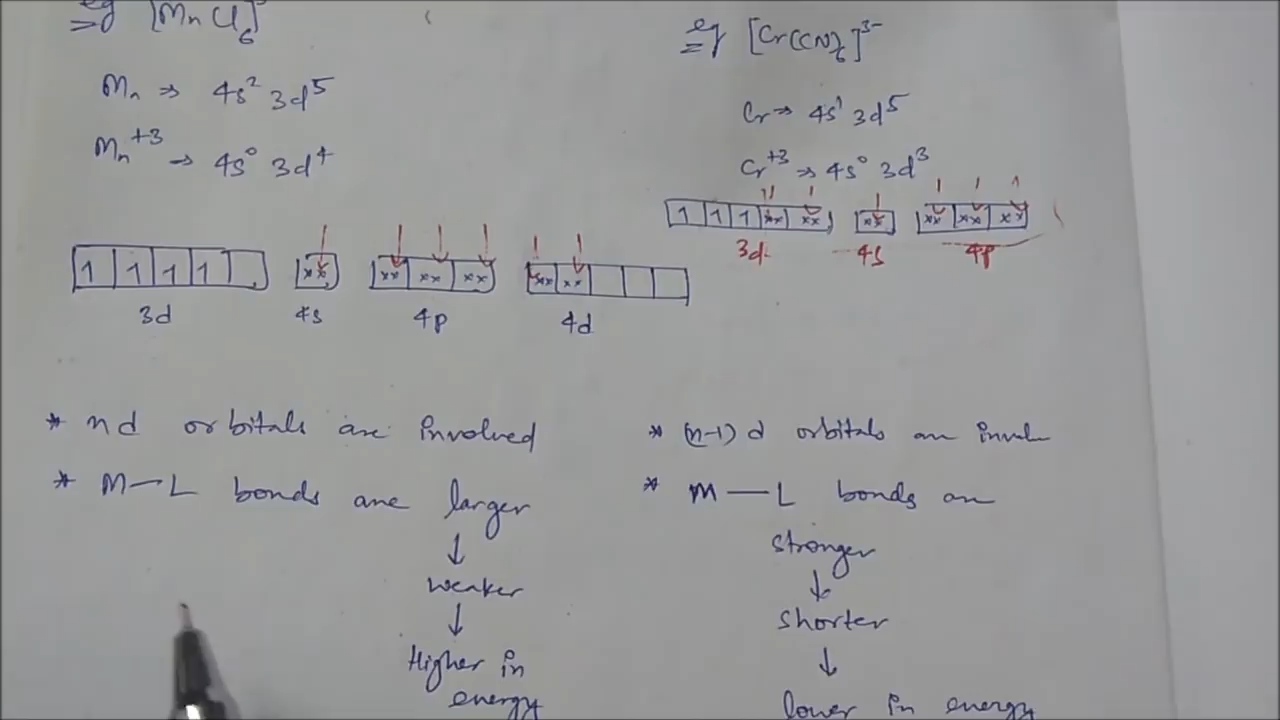 eg [MnCl6]
Mn ⇒ 4s² 3d⁵
Mn⁺³ → 4s⁰ 3d⁴
1 1 1 1 xx xx xx xx xx xx
3d 4s 4p 4d
* nd orbitals are involved
* M—L bonds are larger
↓
weaker
↓
Higher in
energy
eg [Cr(CN)6]³⁻
Cr ⇒ 4s¹ 3d⁵
Cr⁺³ ⇒ 4s⁰ 3d³
1 1 1 xx xx xx xx xx xx
3d 4s 4p
* (n-1) d orbitals an
* M—L bonds an
stronger
↓
shorter
↓
lower in energy